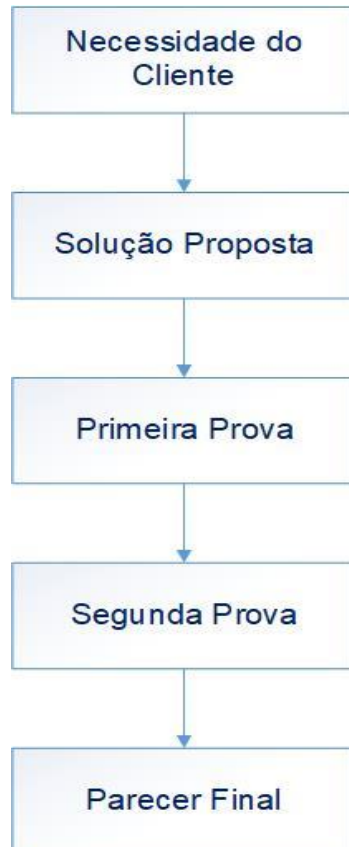 Necessidade do
Cliente
Solução Proposta
Primeira Prova
Segunda Prova
Parecer Final